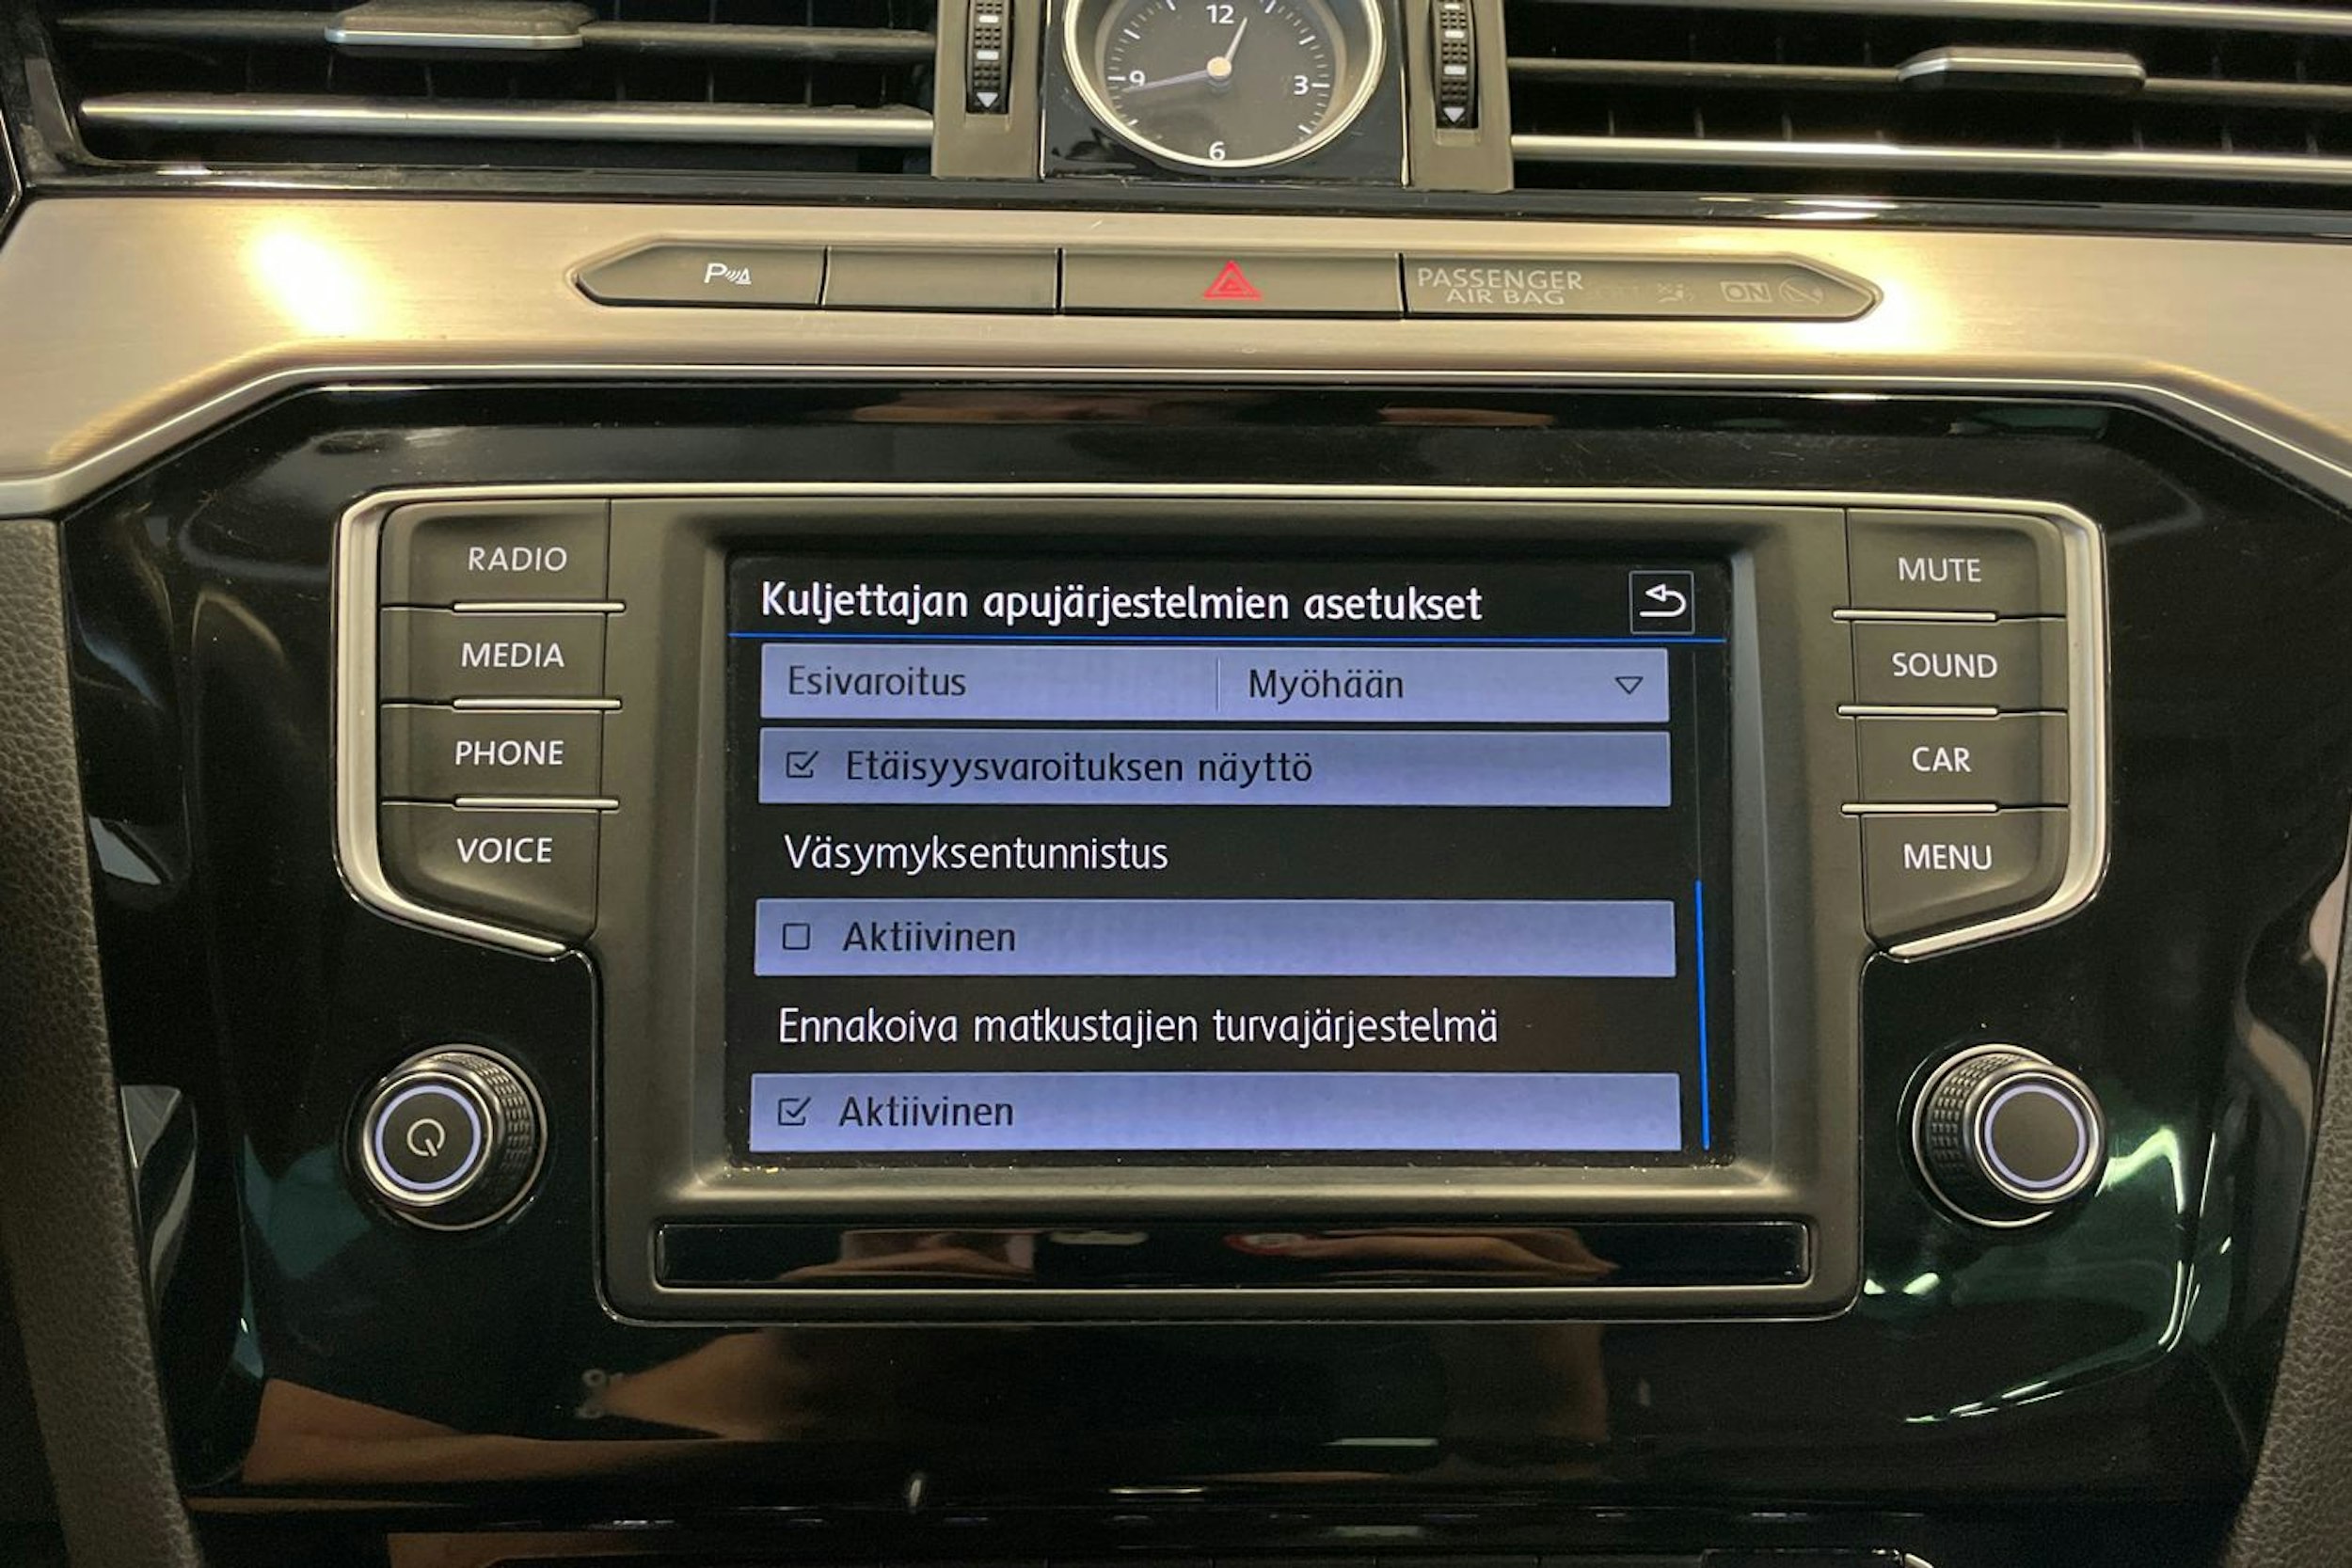 12
9
3
6
P
PASSENGER
AIR BAG
ON
RADIO
MEDIA
PHONE
VOICE
Kuljettajan apujärjestelmien asetukset
Esivaroitus Myöhään
Etäisyysvaroituksen näyttö
Väsymyksentunnistus
Aktiivinen
Ennakoiva matkustajien turvajärjestelmä
Aktiivinen
MUTE
SOUND
CAR
MENU